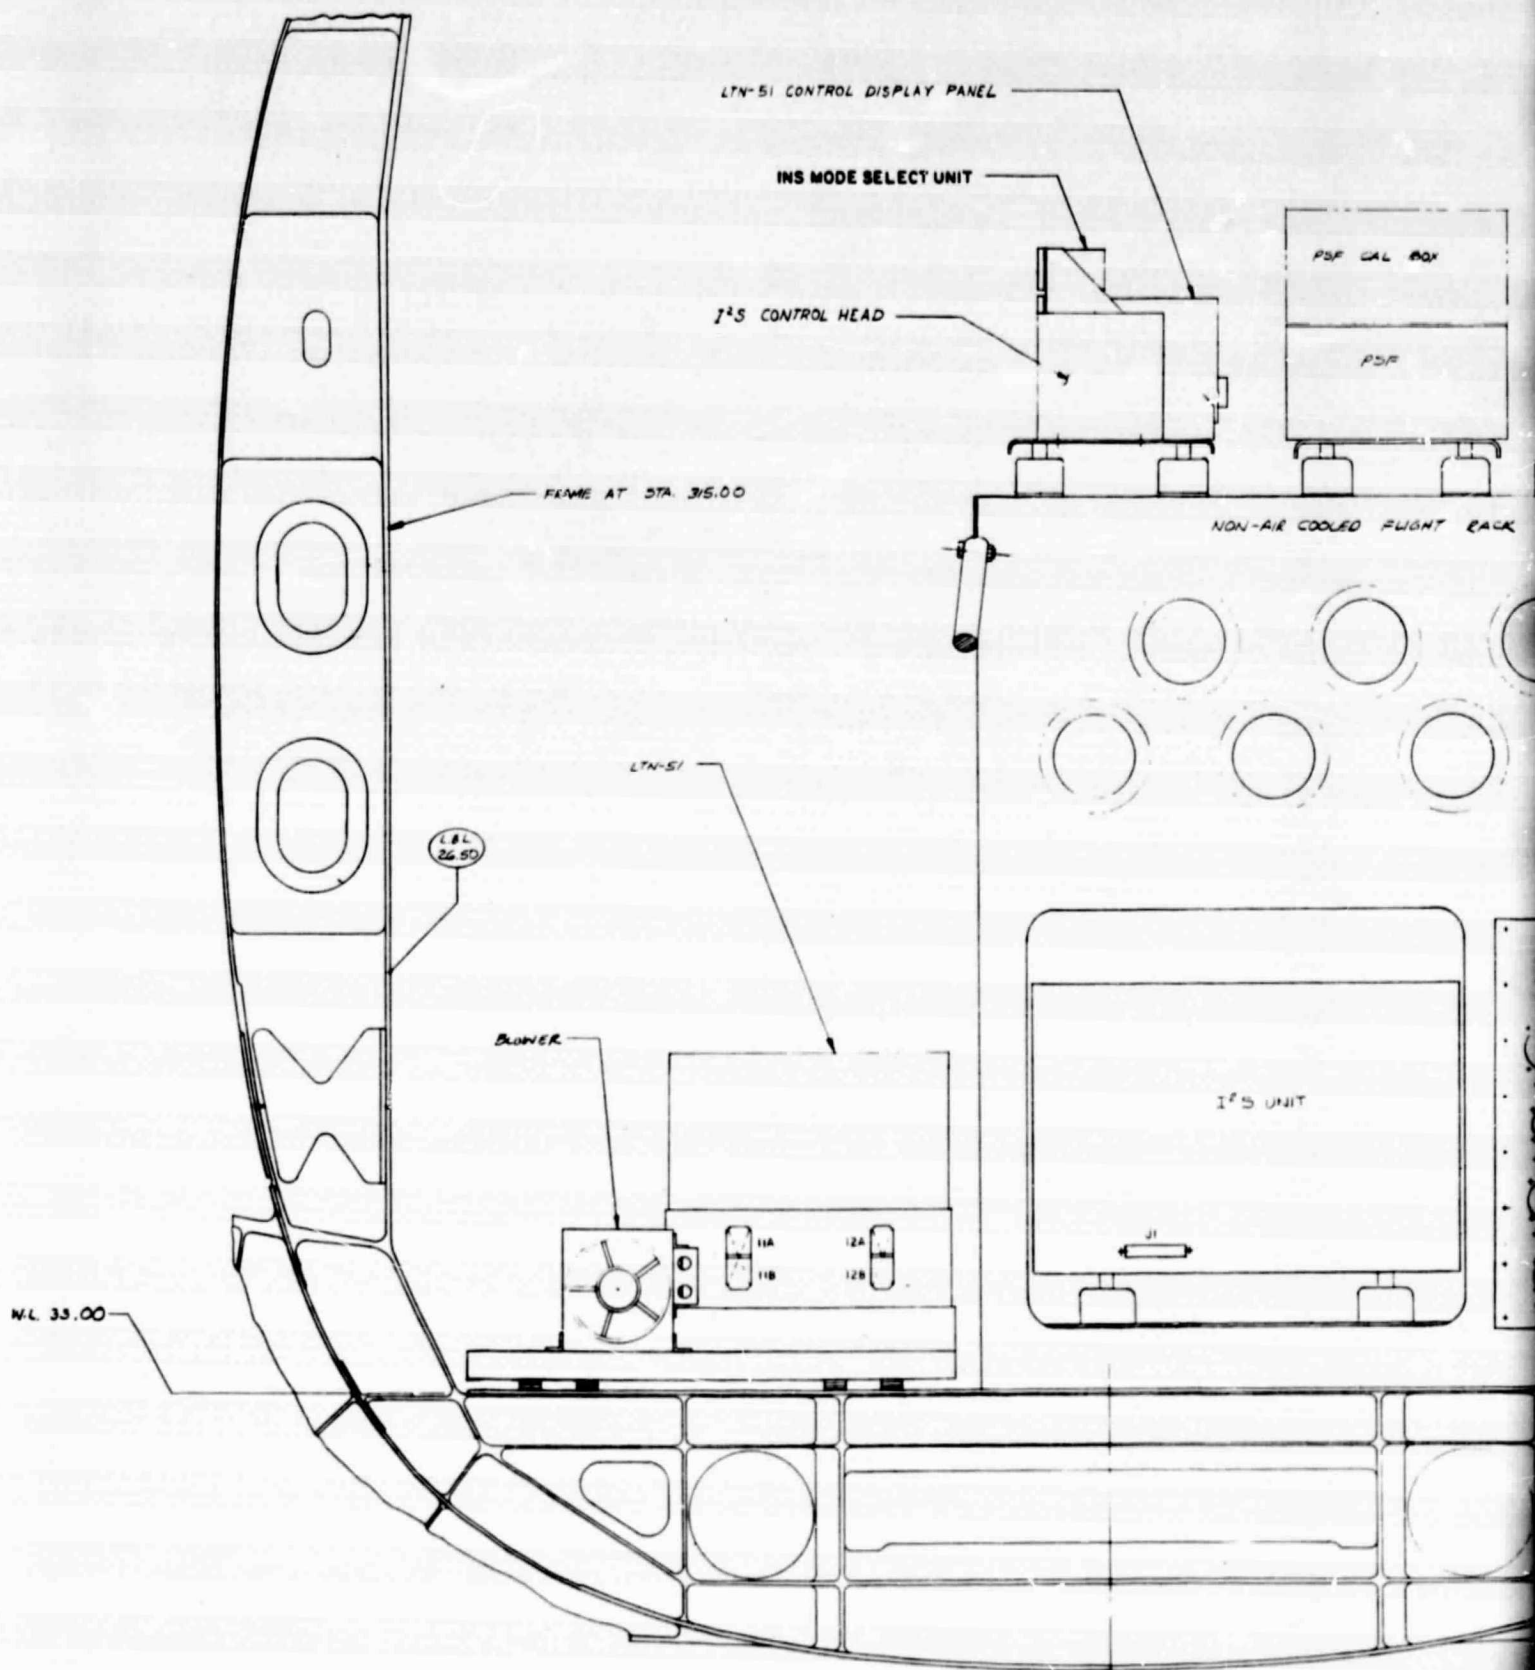 LTN-51 CONTROL DISPLAY PANEL
INS MODE SELECT UNIT
PSF CAL BOX
I²S CONTROL HEAD
PSF
FRAME AT STA. 315.00
NON-AIR COOLED FLIGHT RACK
LTN-51
L.B.L.
26.50
BLOWER
I²S UNIT
11A
12A
J1
11B
12B
W.L. 33.00